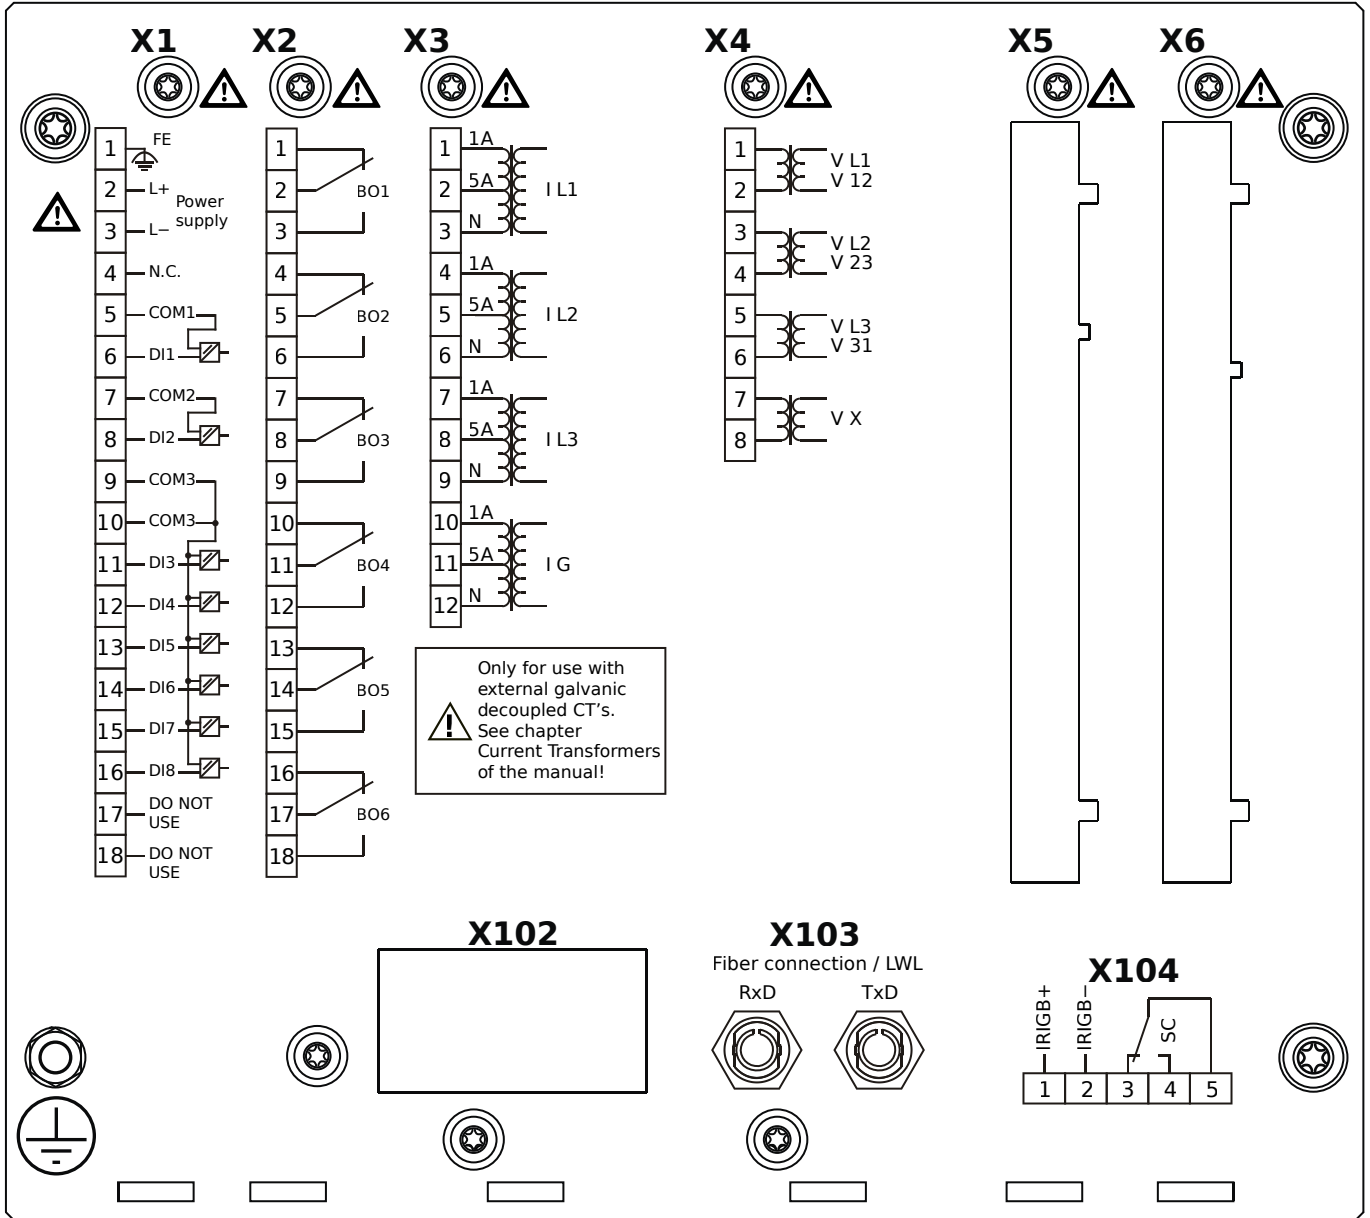 X1
1
FE
2
L+
Power
supply
3
L−
4
N.C.
5
COM1
6
DI1
7
COM2
8
DI2
9
COM3
10
COM3
11
DI3
12
DI4
13
DI5
14
DI6
15
DI7
16
DI8
17
DO NOT
USE
18
DO NOT
USE
X2
1
2
BO1
3
4
5
BO2
6
7
8
BO3
9
10
11
BO4
12
13
14
BO5
15
16
17
BO6
18
X3
1
1A
2
5A
I L1
3
N
4
1A
5
5A
I L2
6
N
7
1A
8
5A
I L3
9
N
10
1A
11
5A
I G
12
N
Only for use with
external galvanic
decoupled CT's.
See chapter
Current Transformers
of the manual!
X4
1
V L1
2
V 12
3
V L2
4
V 23
5
V L3
6
V 31
7
V X
8
X5
X6
X102
X103
Fiber connection / LWL
RxD
TxD
X104
IRIGB+
IRIGB−
SC
1
2
3
4
5